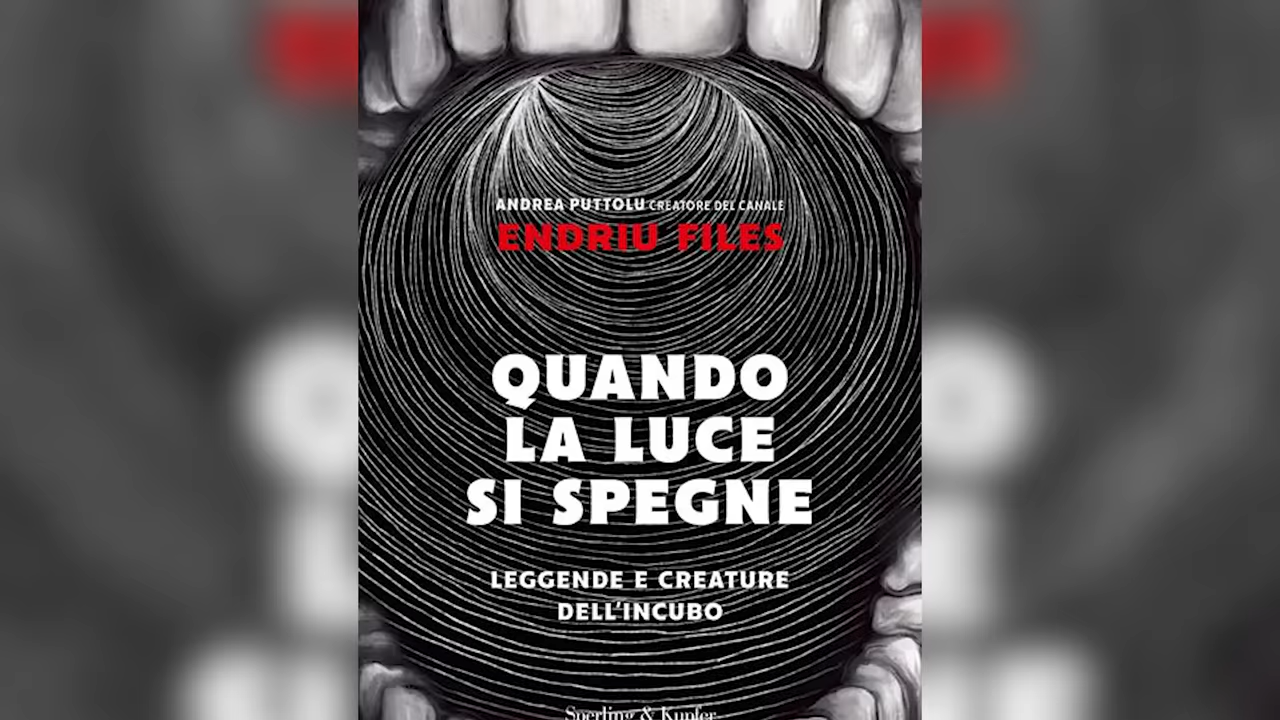 ANDREA PUTTOLU CREATORE DEL CANALE
ENDRIU FILES
QUANDO
LA LUCE
SI SPEGNE
LEGGENDE E CREATURE
DELL'INCUBO
Sperling & Kupfer